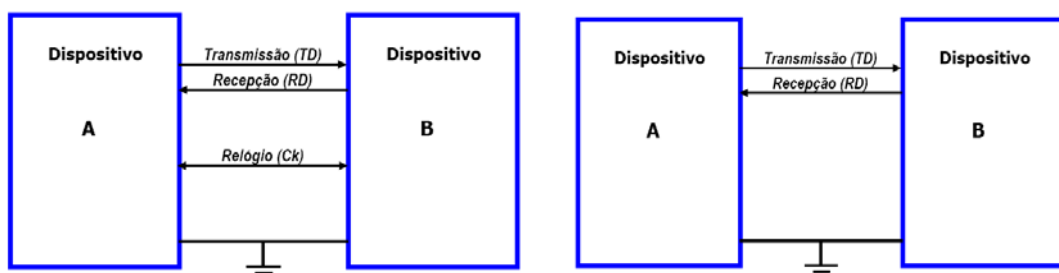 Dispositivo
Transmissão (TD)
Recepção (RD)
A
Relógio (Ck)
Dispositivo
B
Dispositivo
Transmissão (TD)
Recepção (RD)
A
Dispositivo
B